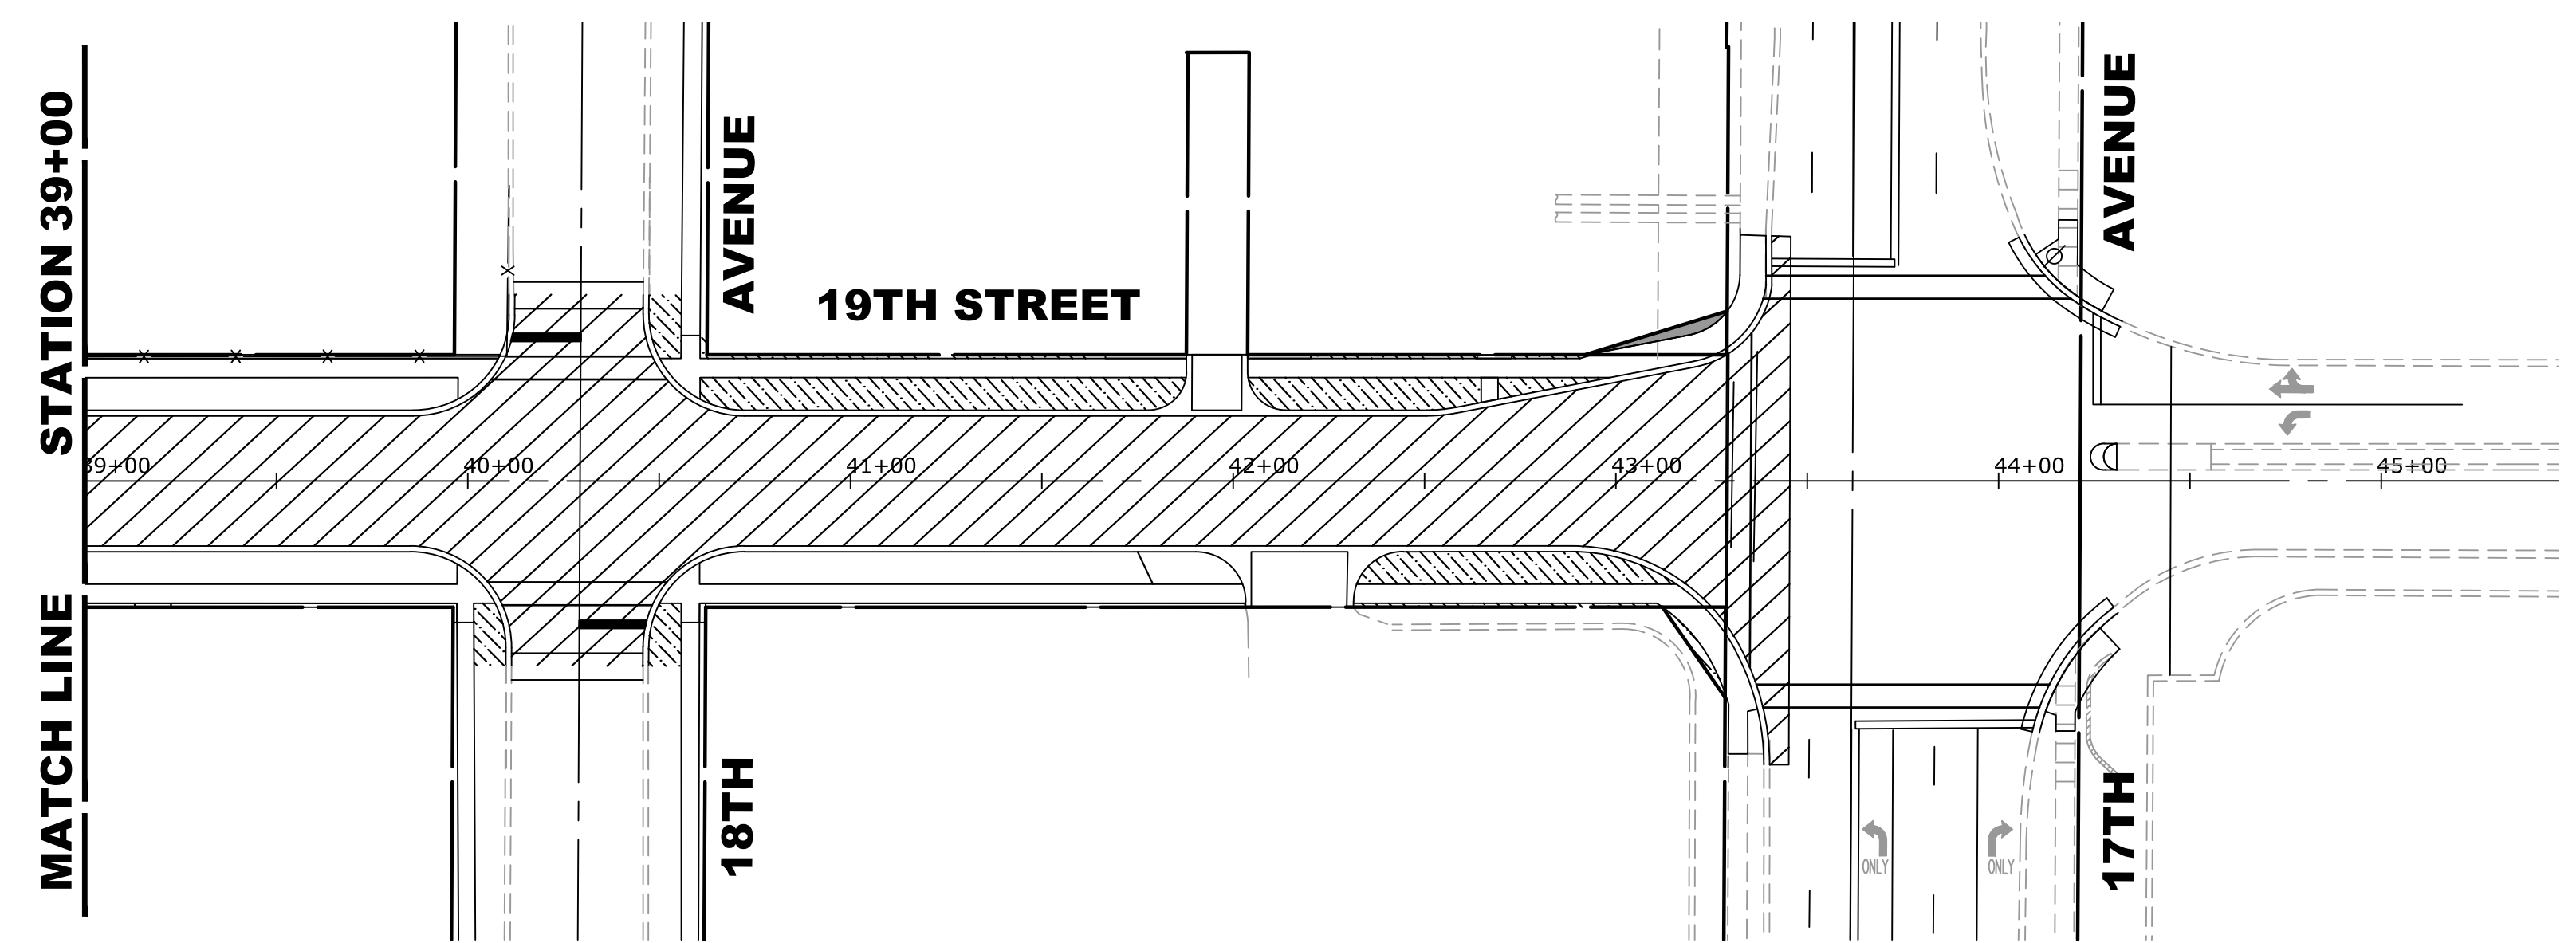 MATCH LINE STATION 39+00
18TH AVENUE
19TH STREET
17TH AVENUE
39+00
40+00
41+00
42+00
43+00
44+00
45+00
ONLY
ONLY